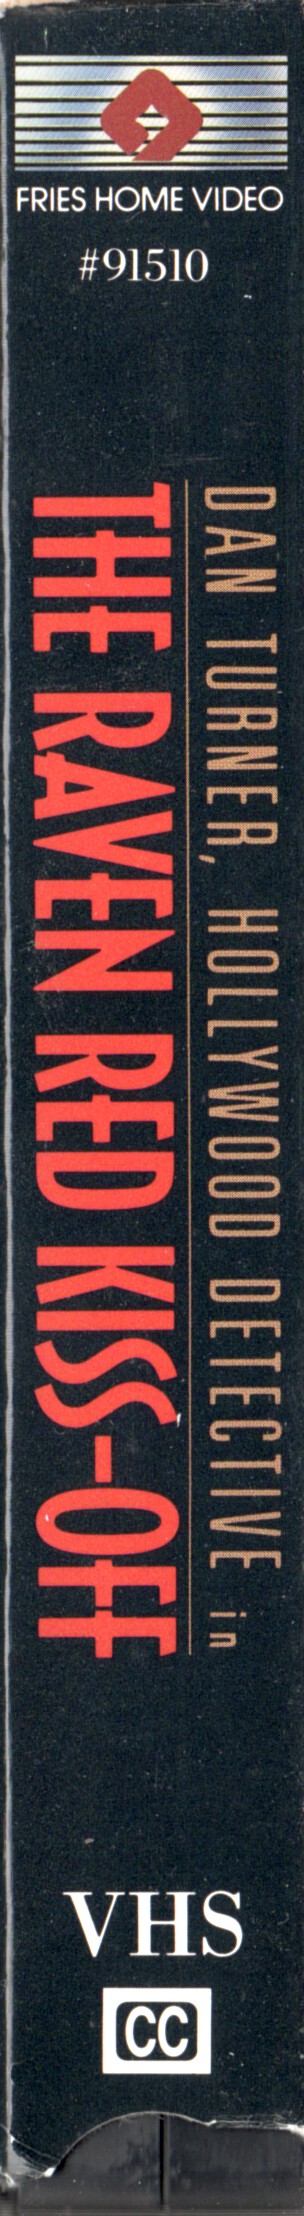 FRIES HOME VIDEO
#91510
DAN TURNER, HOLLYWOOD DETECTIVE in
THE RAVEN RED KISS-OFF
VHS
CC